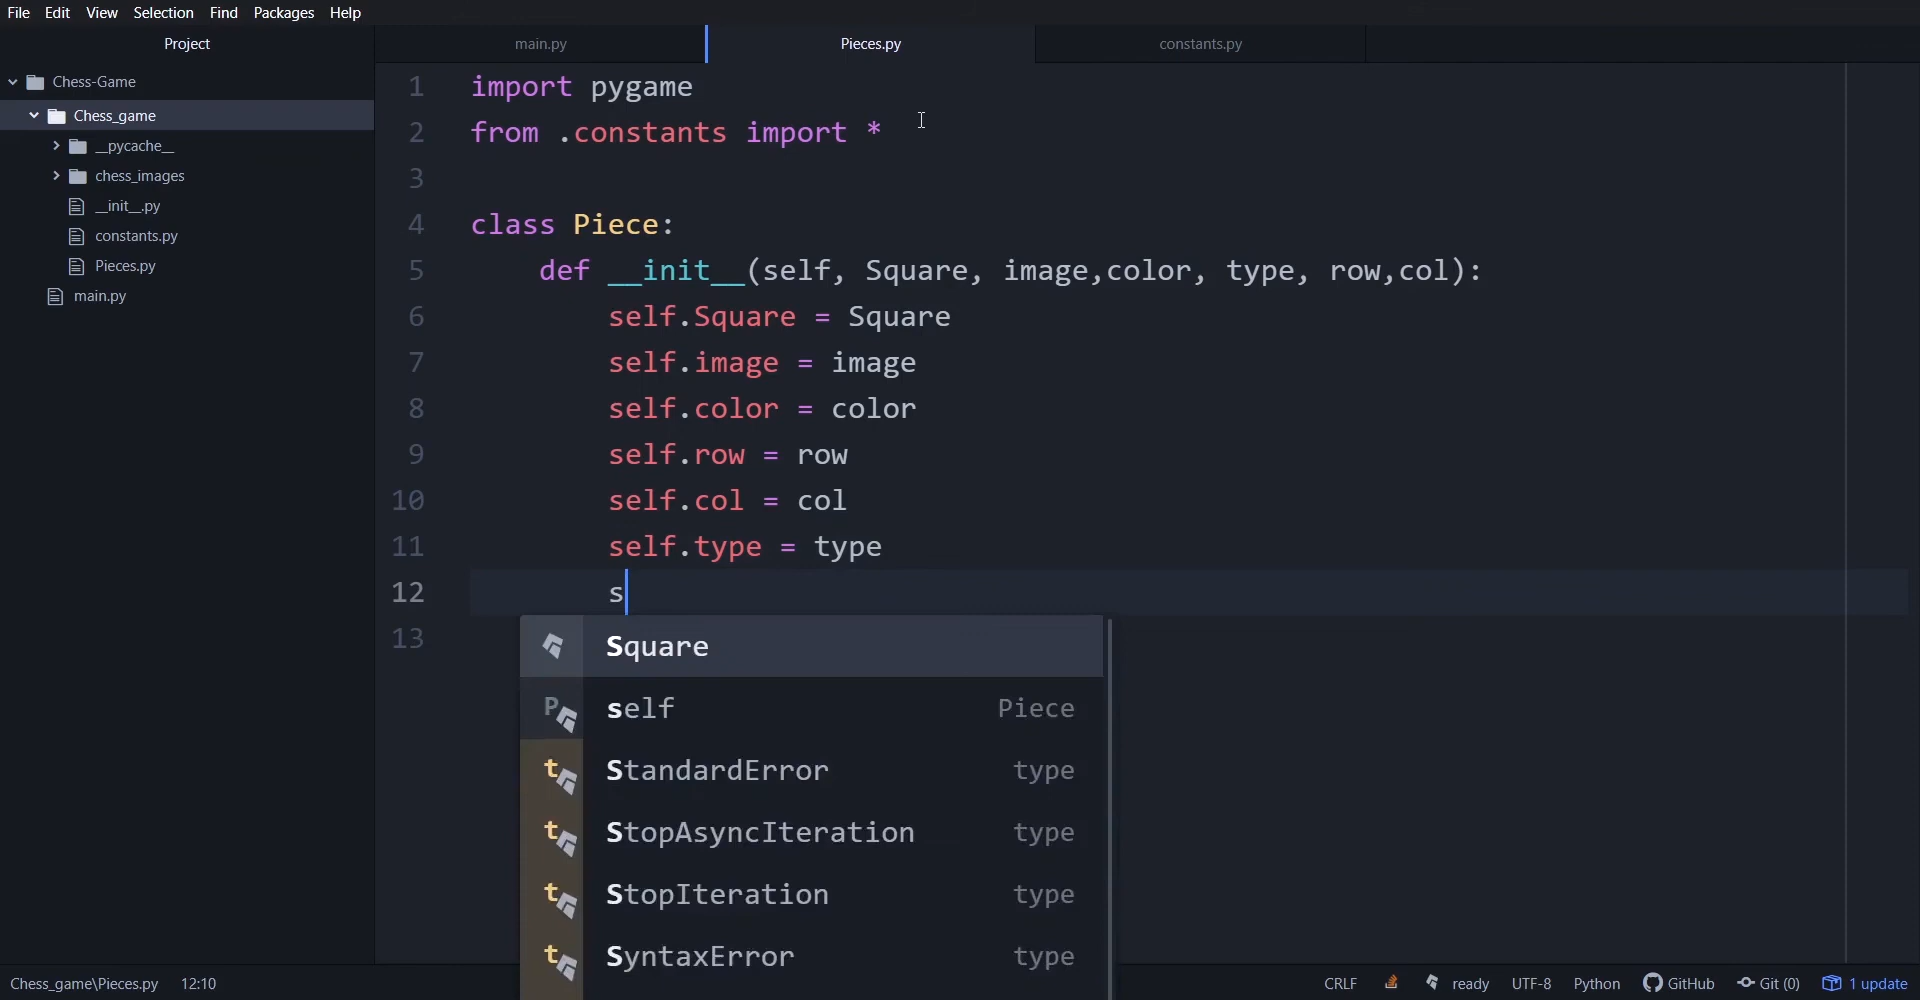 File Edit View Selection Find Packages Help
Project
main.py
Pieces.py
constants.py
Chess-Game
Chess_game
__pycache__
chess_images
__init__.py
constants.py
Pieces.py
main.py
1 import pygame
2 from .constants import *
3
4 class Piece:
5 def __init__(self, Square, image,color, type, row,col):
6 self.Square = Square
7 self.image = image
8 self.color = color
9 self.row = row
10 self.col = col
11 self.type = type
12 s
13
Square
P self Piece
t StandardError type
t StopAsyncIteration type
t StopIteration type
t SyntaxError type
Chess_game\Pieces.py 12:10 CRLF ready UTF-8 Python GitHub Git (0) 1 update